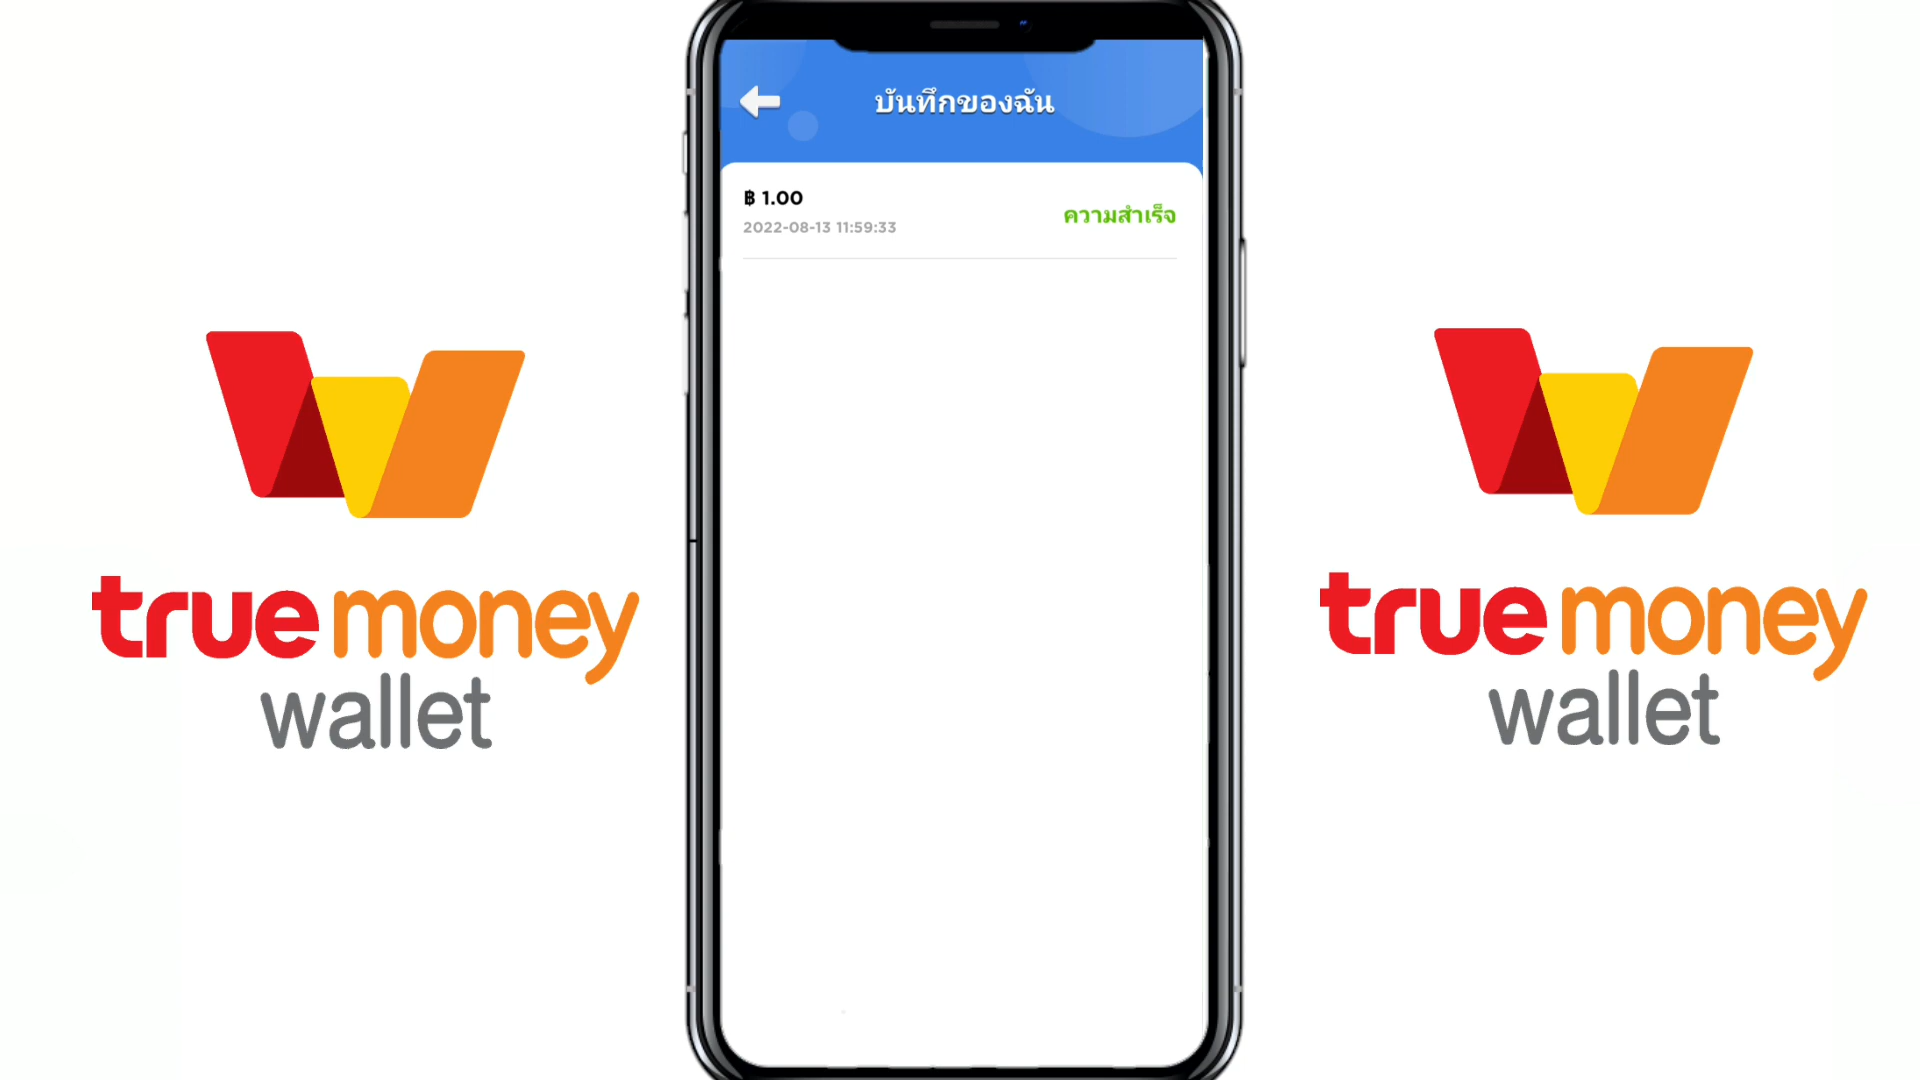 บันทึกของฉัน
฿ 1.00
2022-08-13 11:59:33
ความสำเร็จ
truemoney
wallet
truemoney
wallet